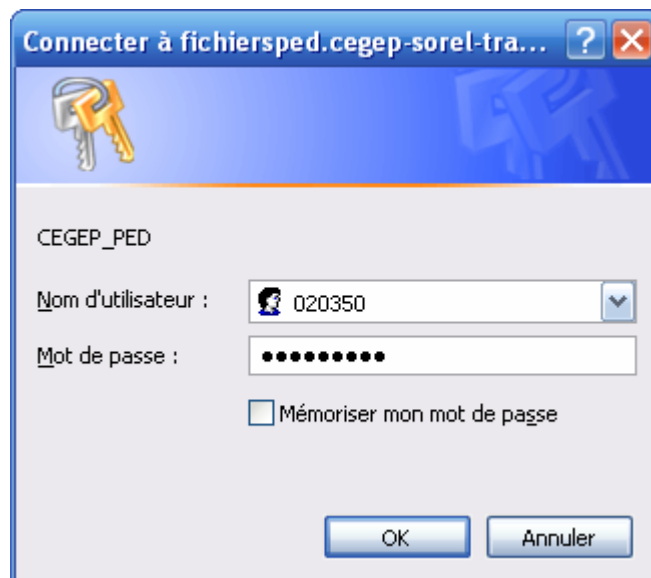 Connecter à fichiersped.cegep-sorel-tra...
CEGEP_PED
Nom d'utilisateur : 020350
Mot de passe : ●●●●●●●●●
Mémoriser mon mot de passe
OK Annuler